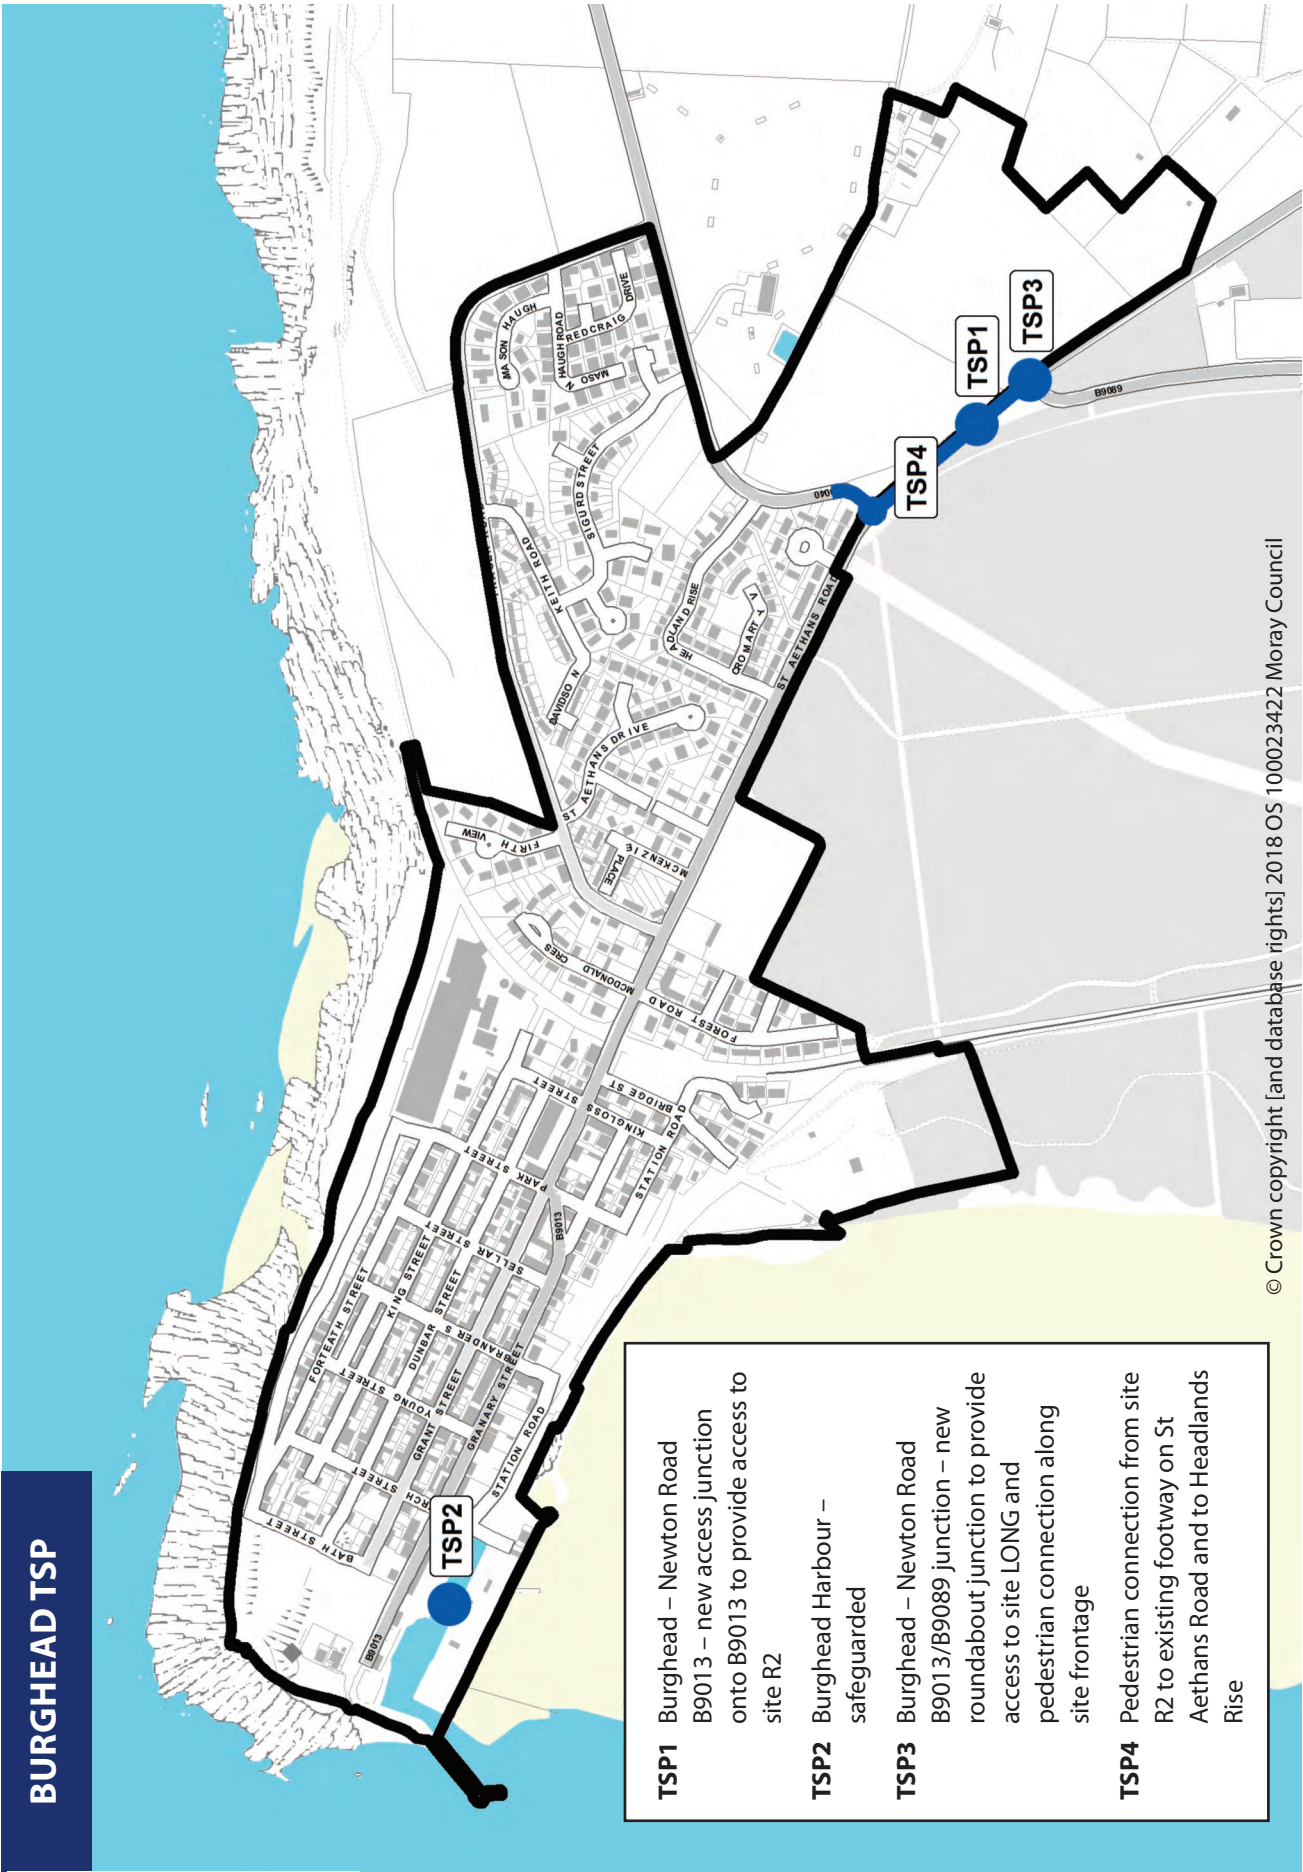 BURGHEAD TSP
TSP1 Burghead – Newton Road
B9013 – new access junction
onto B9013 to provide access to
site R2
TSP2 Burghead Harbour –
safeguarded
TSP3 Burghead – Newton Road
B9013/B9089 junction – new
roundabout junction to provide
access to site LONG and
pedestrian connection along
site frontage
TSP4 Pedestrian connection from site
R2 to existing footway on St
Aethans Road and to Headlands
Rise
TSP2
TSP4
TSP1
TSP3
B9013
BATH STREET
STATION ROAD
GRANARY STREET
GRANT STREET
YOUNG STREET
DUNBAR STREET
KING STREET
FORTEATH STREET
SELLAR STREET
PARK STREET
B9013
STATION ROAD
KINGLOSS STREET
BRIDGE ST
FOREST ROAD
MCDONALD CRES
FIRTH VIEW
MCKENZIE PLACE
ST AETHANS DRIVE
ST AETHANS ROAD
DAVIDSON
KEITH ROAD
SIGURD STREET
HEADLAND RISE
MASON HAUGH
HAUGH ROAD
MASON
REDCRAIG DRIVE
B9089
© Crown copyright [and database rights] 2018 OS 100023422 Moray Council